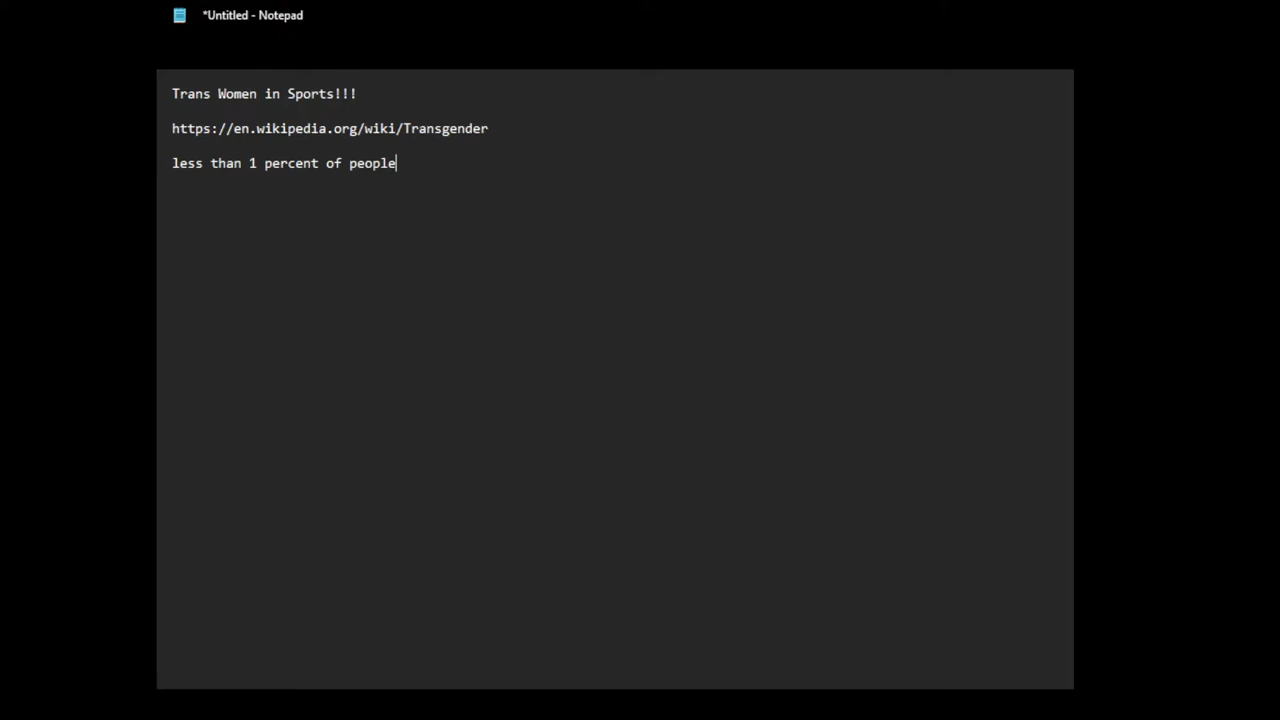 *Untitled - Notepad
Trans Women in Sports!!!
https://en.wikipedia.org/wiki/Transgender
less than 1 percent of people